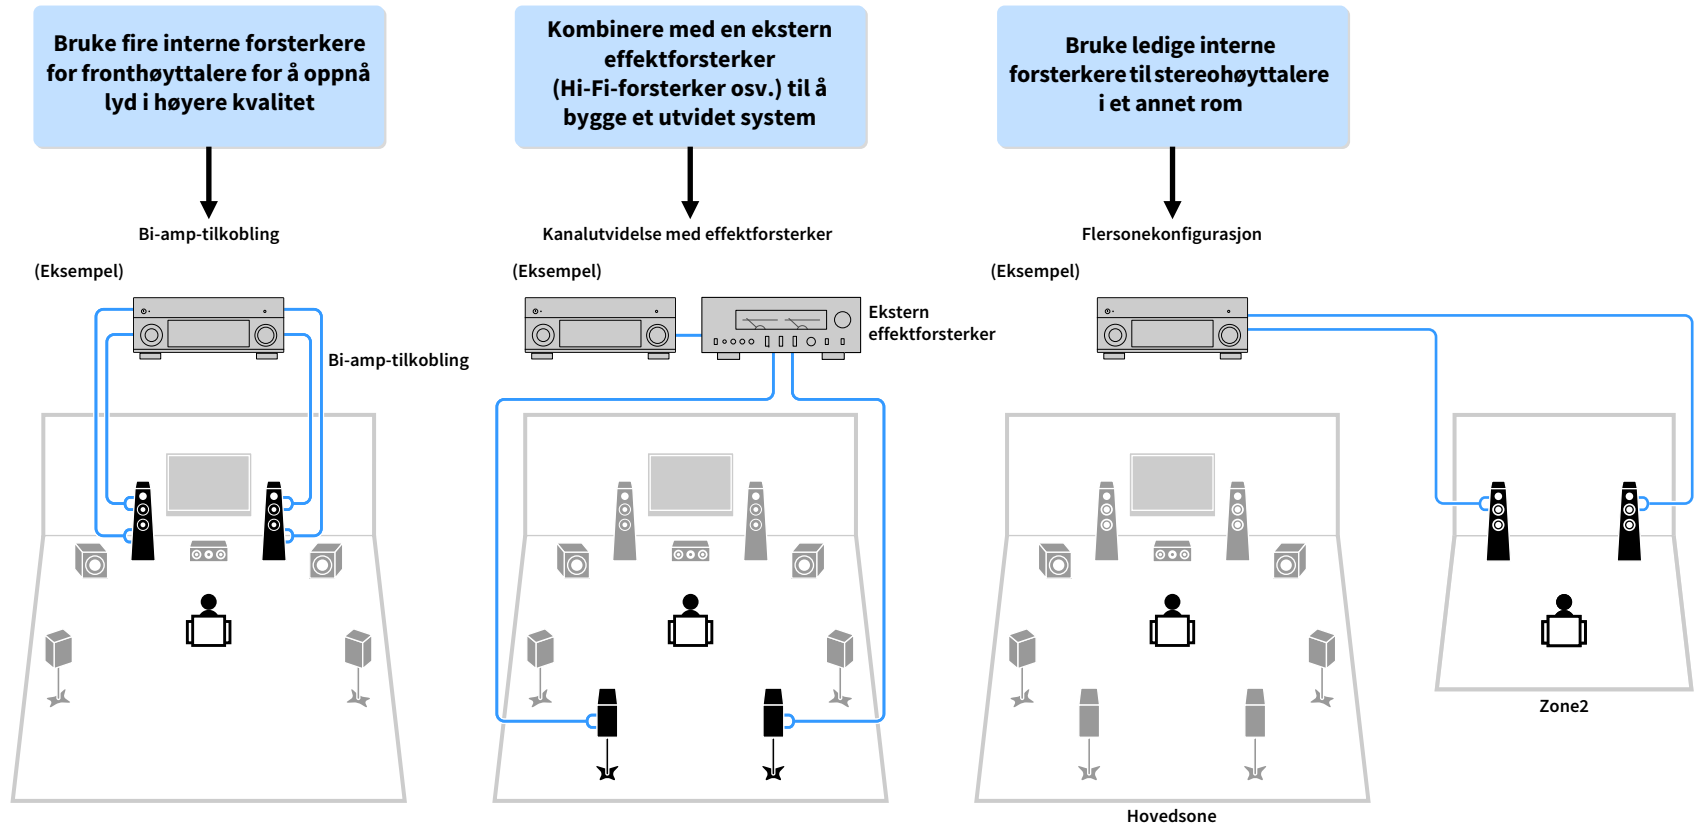 Bruke fire interne forsterkere
for fronthøyttalere for å oppnå
lyd i høyere kvalitet
Bi-amp-tilkobling
(Eksempel)
Bi-amp-tilkobling
Kombinere med en ekstern
effektforsterker
(Hi-Fi-forsterker osv.) til å
bygge et utvidet system
Kanalutvidelse med effektforsterker
(Eksempel)
Ekstern
effektforsterker
Bruke ledige interne
forsterkere til stereohøyttalere
i et annet rom
Flersonekonfigurasjon
(Eksempel)
Zone2
Hovedsone